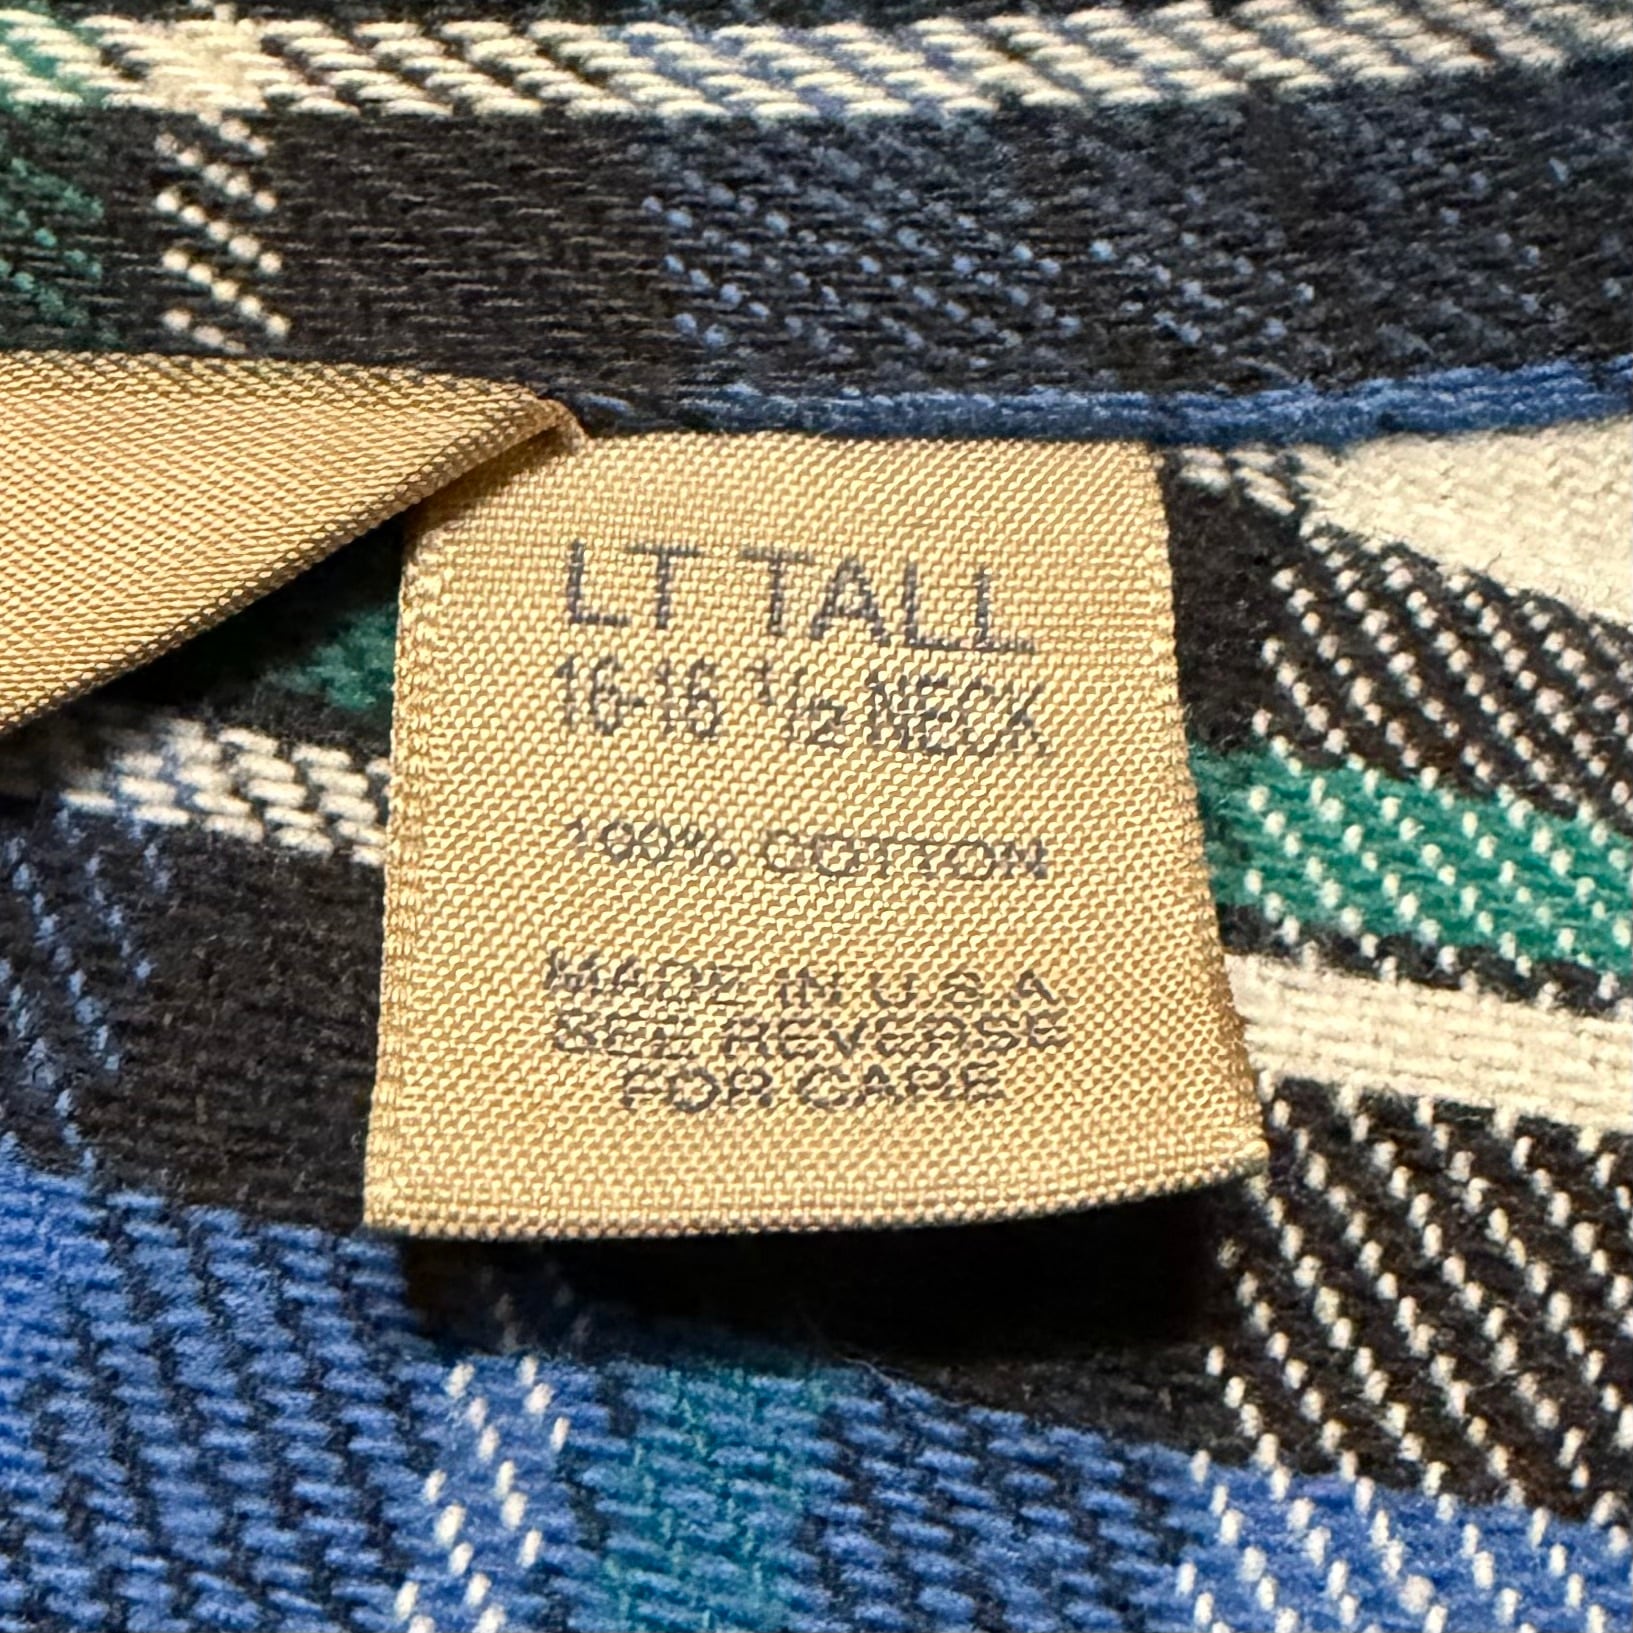 LT TALL
16-16 1/2 NECK
100% COTTON
MADE IN U.S.A.
SEE REVERSE
FOR CARE